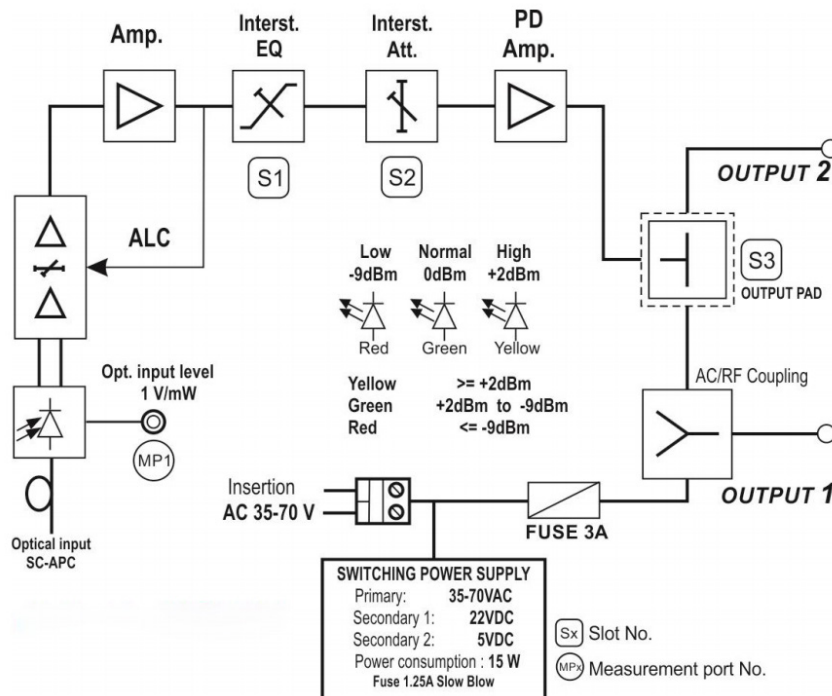 Amp.
Interst.
EQ
Interst.
Att.
PD
Amp.
S1
S2
ALC
OUTPUT 2
S3
OUTPUT PAD
Low
-9dBm
Normal
0dBm
High
+2dBm
Red
Green
Yellow
Yellow >= +2dBm
Green +2dBm to -9dBm
Red <= -9dBm
Opt. input level
1 V/mW
MP1
Optical input
SC-APC
AC/RF Coupling
OUTPUT 1
Insertion
AC 35-70 V
FUSE 3A
SWITCHING POWER SUPPLY
Primary: 35-70VAC
Secondary 1: 22VDC
Secondary 2: 5VDC
Power consumption : 15 W
Fuse 1.25A Slow Blow
Sx Slot No.
MPx Measurement port No.